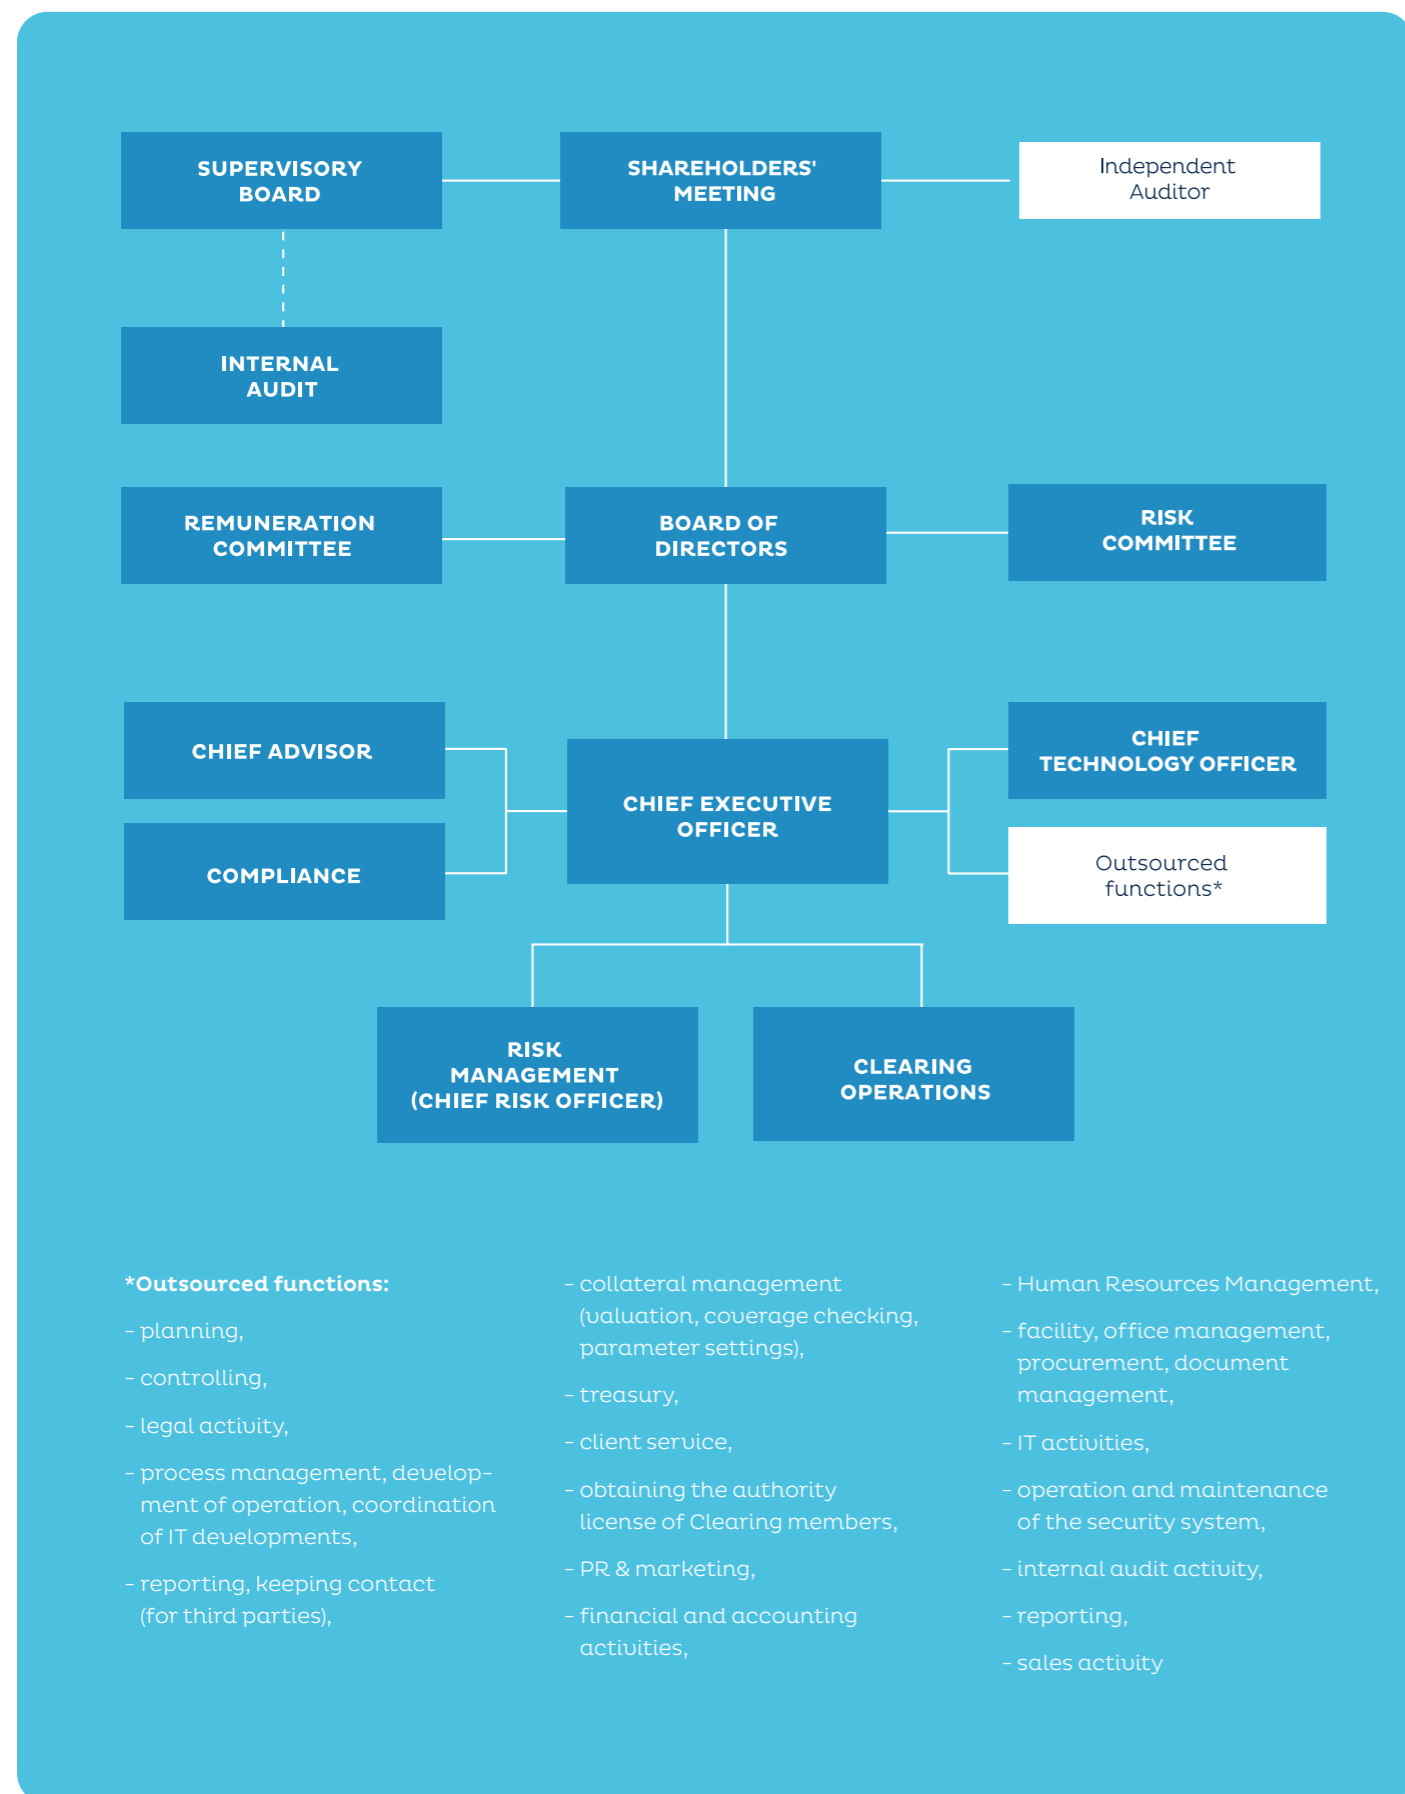 SUPERVISORY
BOARD
SHAREHOLDERS'
MEETING
Independent
Auditor
INTERNAL
AUDIT
REMUNERATION
COMMITTEE
BOARD OF
DIRECTORS
RISK
COMMITTEE
CHIEF ADVISOR
COMPLIANCE
CHIEF EXECUTIVE
OFFICER
CHIEF
TECHNOLOGY OFFICER
Outsourced
functions*
RISK
MANAGEMENT
(CHIEF RISK OFFICER)
CLEARING
OPERATIONS
*Outsourced functions:
- planning,
- controlling,
- legal activity,
- process management, develop-
ment of operation, coordination
of IT developments,
- reporting, keeping contact
(for third parties),
- collateral management
(valuation, coverage checking,
parameter settings),
- treasury,
- client service,
- obtaining the authority
license of Clearing members,
- PR & marketing,
- financial and accounting
activities,
- Human Resources Management,
- facility, office management,
procurement, document
management,
- IT activities,
- operation and maintenance
of the security system,
- internal audit activity,
- reporting,
- sales activity